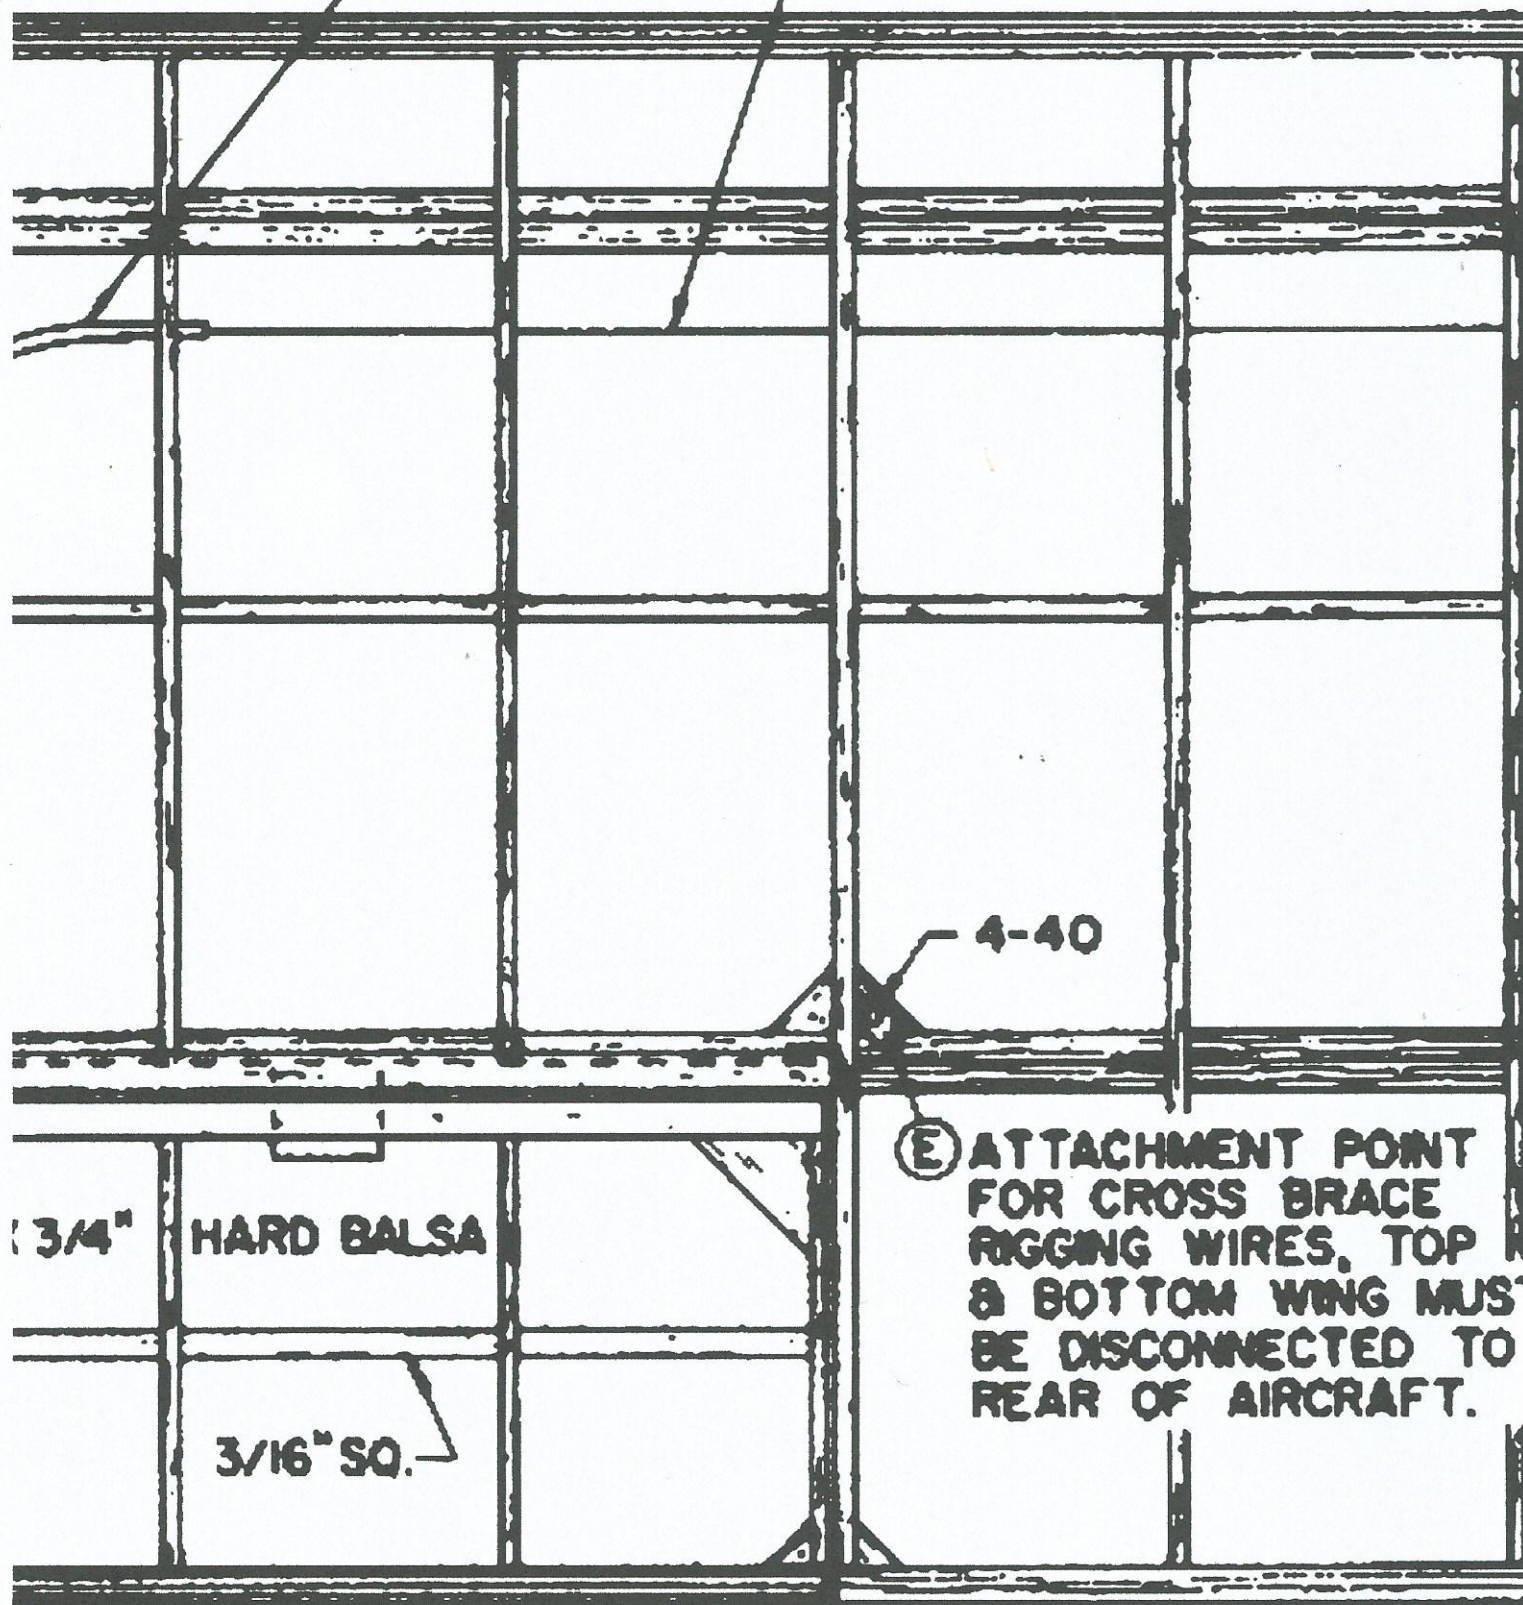 4-40
Ⓔ ATTACHMENT POINT
FOR CROSS BRACE
RIGGING WIRES, TOP
& BOTTOM WING MUST
BE DISCONNECTED TO
REAR OF AIRCRAFT.
3/4" HARD BALSA
3/16" SQ.